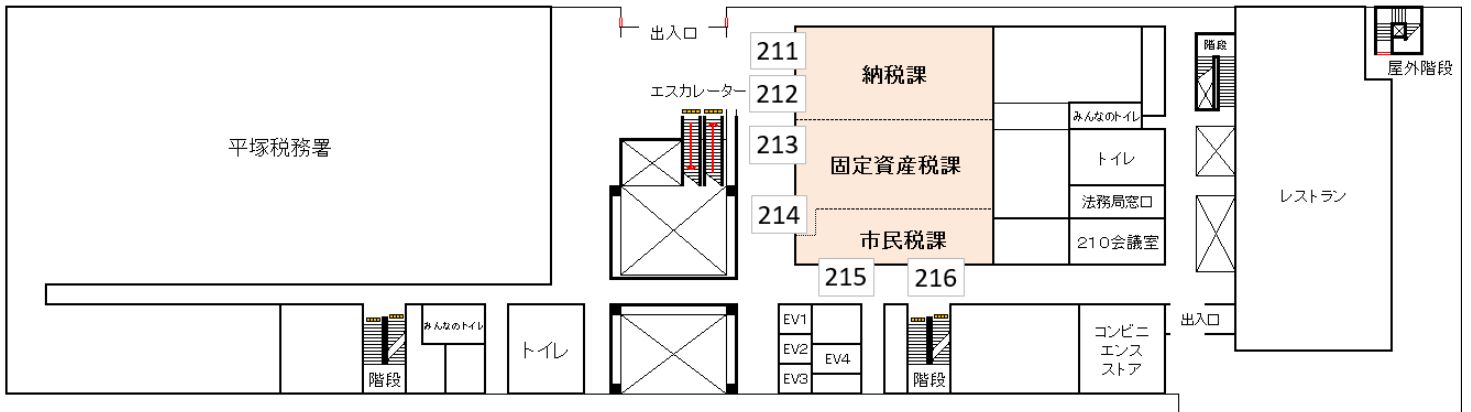 出入口
211
納税課
階段
屋外階段
エスカレーター
212
みんなのトイレ
平塚税務署
213
固定資産税課
トイレ
レストラン
法務局窓口
214
市民税課
210会議室
215
216
みんなのトイレ
トイレ
階段
EV1
EV2
EV3
EV4
階段
コンビニ
エンス
ストア
出入口